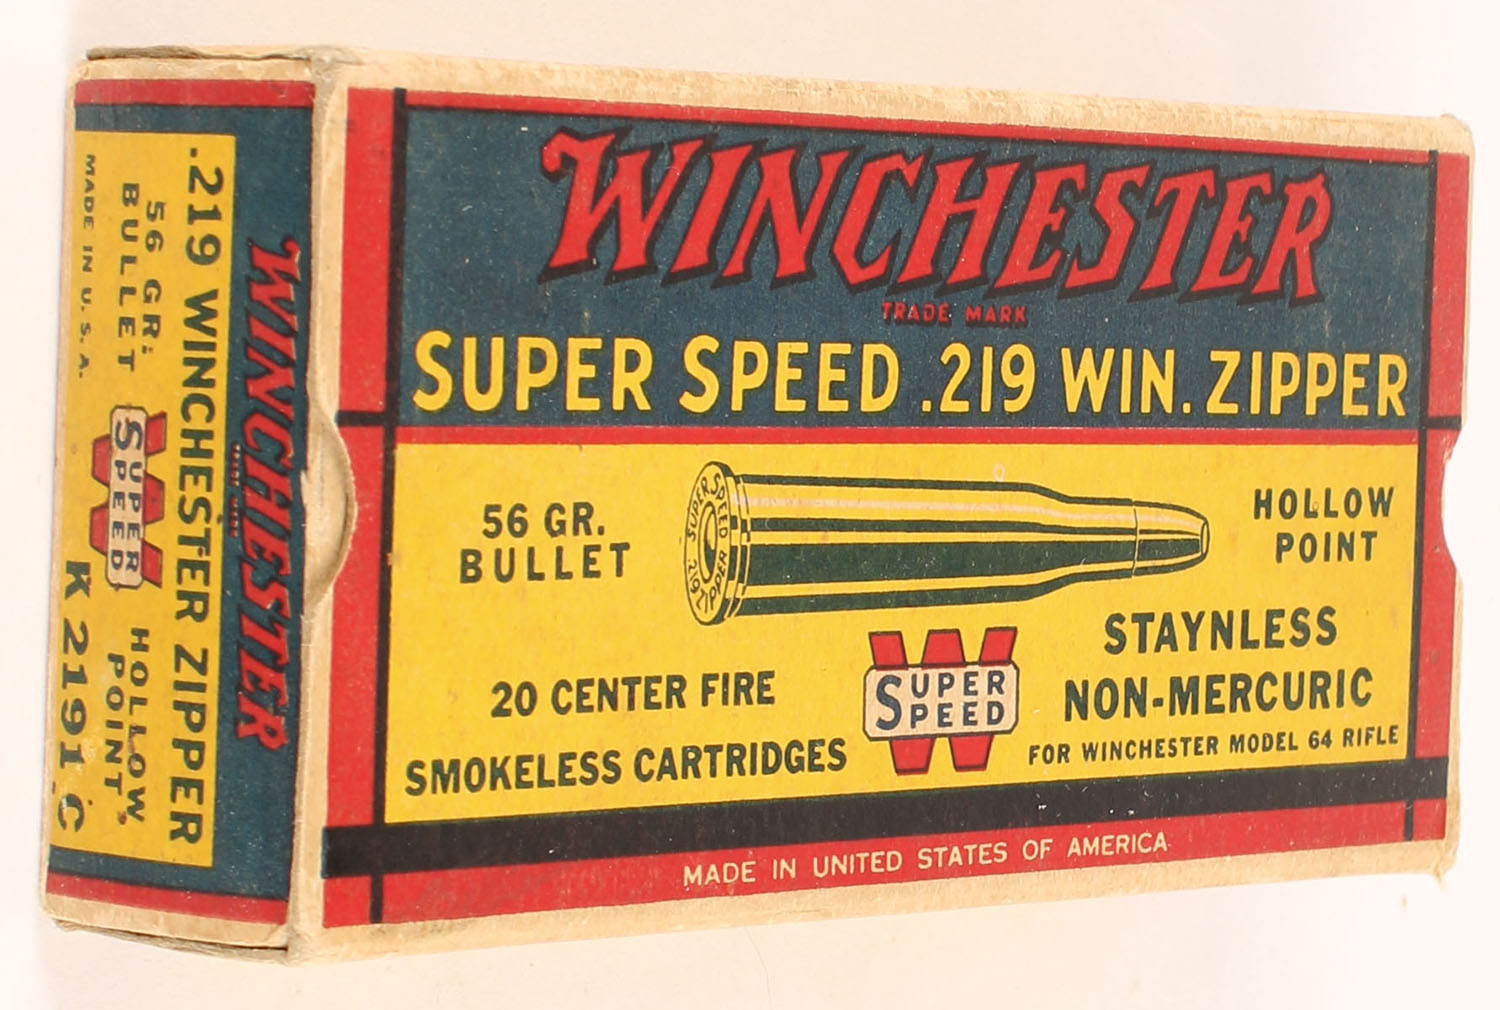 WINCHESTER
TRADE MARK
SUPER SPEED .219 WIN. ZIPPER
56 GR.
BULLET
SUPER SPEED
.219 ZIPPER
HOLLOW
POINT
STAYNLESS
NON-MERCURIC
FOR WINCHESTER MODEL 64 RIFLE
20 CENTER FIRE
SMOKELESS CARTRIDGES
W
SUPER
SPEED
MADE IN UNITED STATES OF AMERICA
WINCHESTER
TRADE MARK
.219 WINCHESTER ZIPPER
56 GR.
BULLET
MADE IN U.S.A.
W
SUPER
SPEED
HOLLOW
POINT
K 2191 C